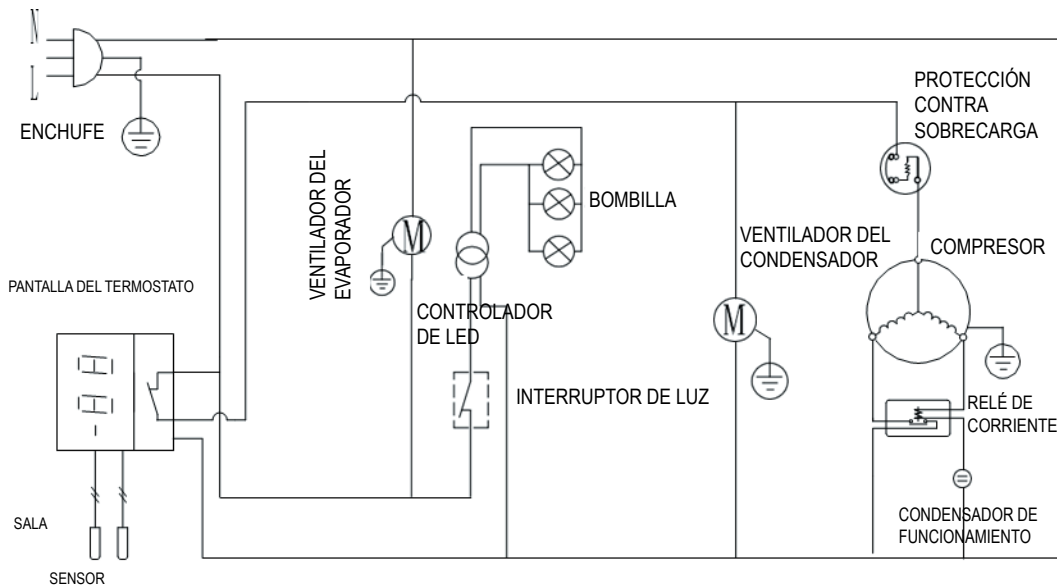 N
L
ENCHUFE
PROTECCIÓN
CONTRA
SOBRECARGA
BOMBILLA
VENTILADOR DEL
EVAPORADOR
M
VENTILADOR DEL
CONDENSADOR
COMPRESOR
PANTALLA DEL TERMOSTATO
CONTROLADOR
DE LED
M
INTERRUPTOR DE LUZ
RELÉ DE
CORRIENTE
SALA
CONDENSADOR DE
FUNCIONAMIENTO
SENSOR